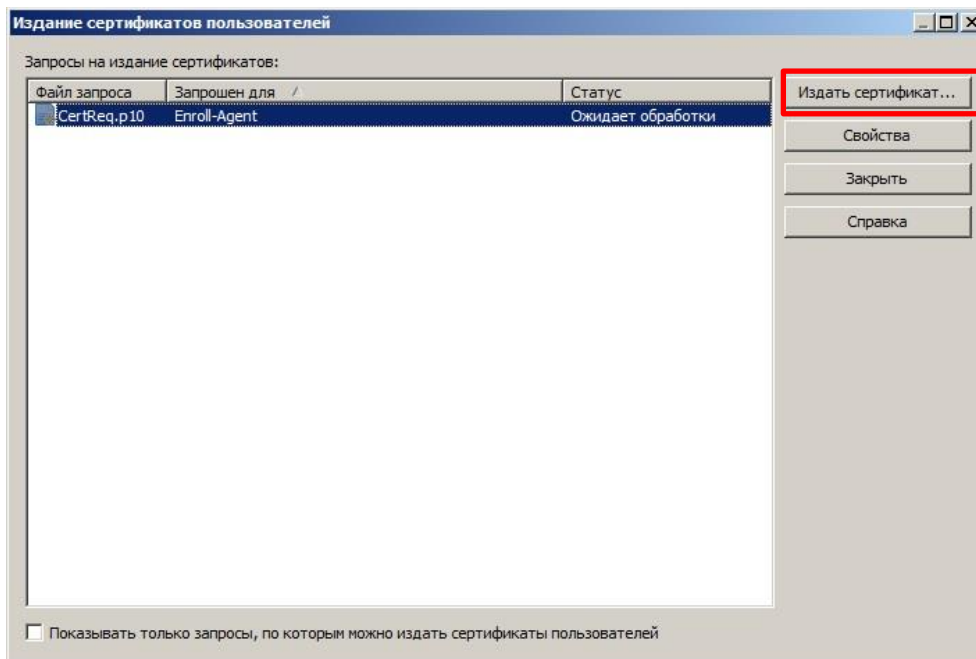 Издание сертификатов пользователей
Запросы на издание сертификатов:
Файл запроса Запрошен для Статус
CertReq.p10 Enroll-Agent Ожидает обработки
Издать сертификат...
Свойства
Закрыть
Справка
Показывать только запросы, по которым можно издать сертификаты пользователей